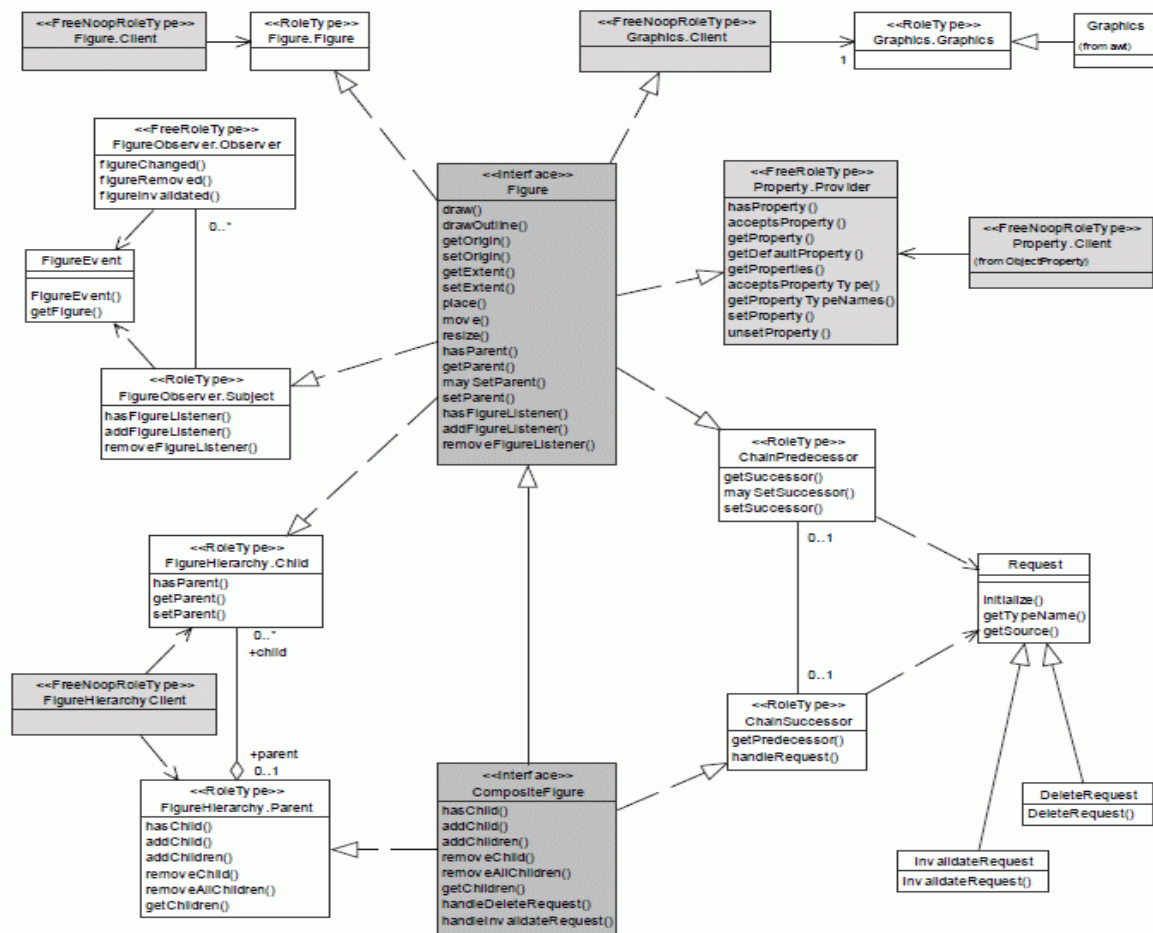 <<FreeNoopRoleType>>
Figure.Client
<<RoleType>>
Figure.Figure
<<FreeNoopRoleType>>
Graphics.Client
1
<<RoleType>>
Graphics.Graphics
Graphics
(from awt)
<<FreeRoleType>>
FigureObserver.Observer
figureChanged()
figureRemoved()
figureInvalidated()
0..*
FigureEvent
FigureEvent()
getFigure()
<<RoleType>>
FigureObserver.Subject
hasFigureListener()
addFigureListener()
removeFigureListener()
<<Interface>>
Figure
draw()
drawOutline()
getOrigin()
setOrigin()
getExtent()
setExtent()
place()
move()
resize()
hasParent()
getParent()
maySetParent()
setParent()
hasFigureListener()
addFigureListener()
removeFigureListener()
<<FreeRoleType>>
Property.Provider
hasProperty()
acceptsProperty()
getProperty()
getDefaultProperty()
getProperties()
acceptsPropertyType()
getPropertyTypeNames()
setProperty()
unsetProperty()
<<FreeNoopRoleType>>
Property.Client
(from ObjectProperty)
<<RoleType>>
ChainPredecessor
getSuccessor()
maySetSuccessor()
setSuccessor()
0..1
<<RoleType>>
FigureHierarchy.Child
hasParent()
getParent()
setParent()
0..*
+child
Request
initialize()
getTypeName()
getSource()
<<FreeNoopRoleType>>
FigureHierarchyClient
0..1
<<RoleType>>
ChainSuccessor
getPredecessor()
handleRequest()
+parent
0..1
<<RoleType>>
FigureHierarchy.Parent
hasChild()
addChild()
addChildren()
removeChild()
removeAllChildren()
getChildren()
<<Interface>>
CompositeFigure
hasChild()
addChild()
addChildren()
removeChild()
removeAllChildren()
getChildren()
handleDeleteRequest()
handleInvalidateRequest()
DeleteRequest
DeleteRequest()
InvalidateRequest
InvalidateRequest()